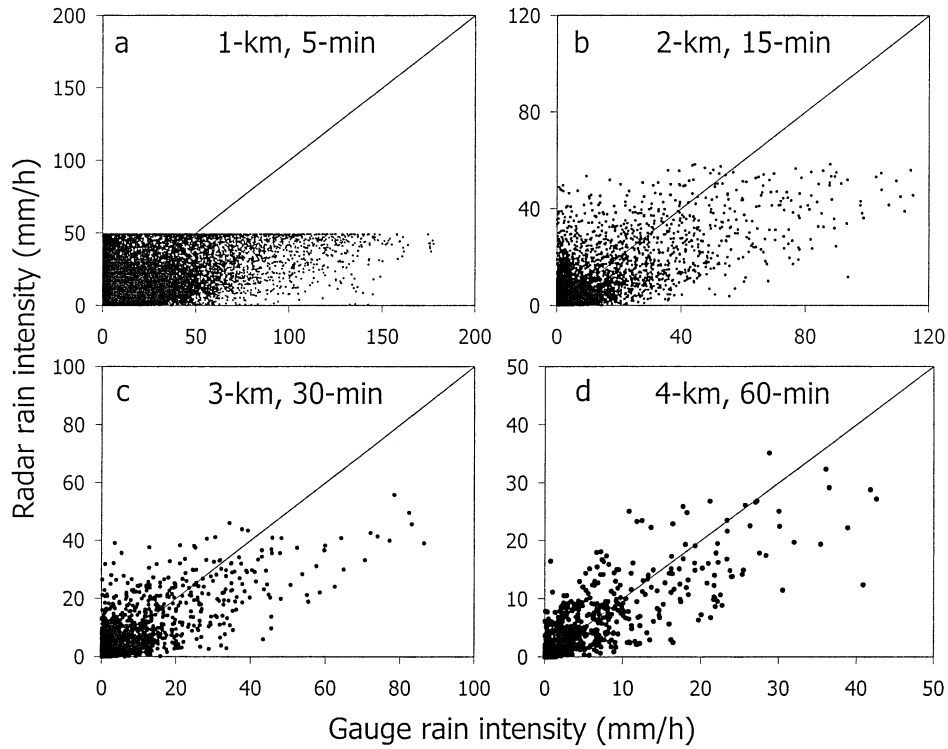 a 1-km, 5-min
200
150
100
50
0
0 50 100 150 200
b 2-km, 15-min
120
80
40
0
0 40 80 120
c 3-km, 30-min
100
80
60
40
20
0
0 20 40 60 80 100
d 4-km, 60-min
50
40
30
20
10
0
0 10 20 30 40 50
Radar rain intensity (mm/h)
Gauge rain intensity (mm/h)